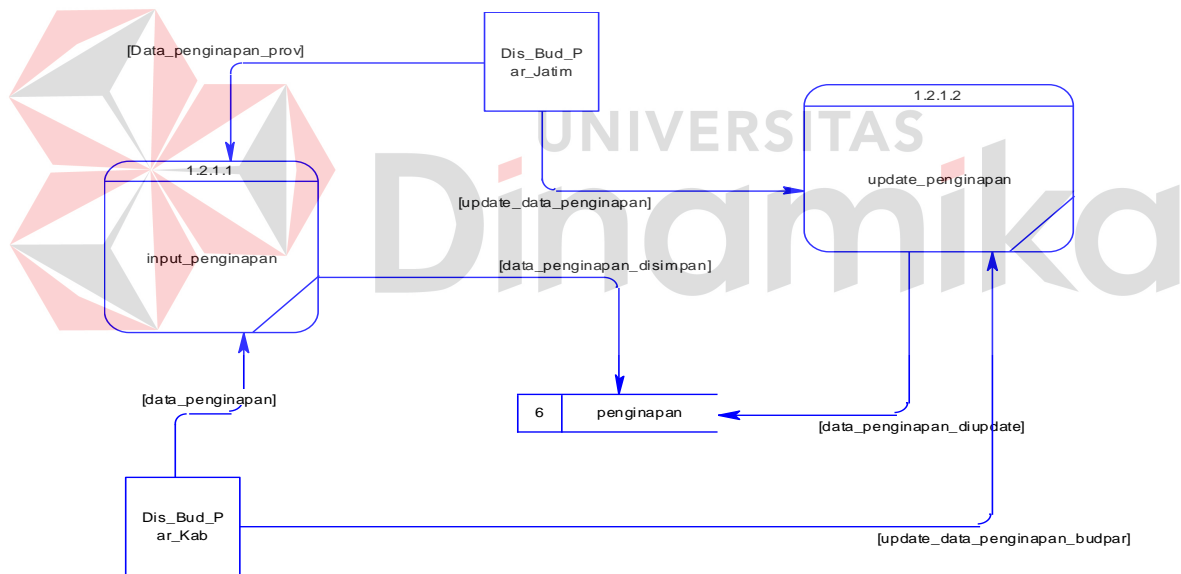 [Data_penginapan_prov]
Dis_Bud_P
ar_Jatim
1.2.1.2
UNIVERSITAS
Dinamika
1.2.1.1
update_penginapan
[update_data_penginapan]
input_penginapan
[data_penginapan_disimpan]
[data_penginapan]
6 penginapan
[data_penginapan_diupdate]
Dis_Bud_P
ar_Kab
[update_data_penginapan_budpar]